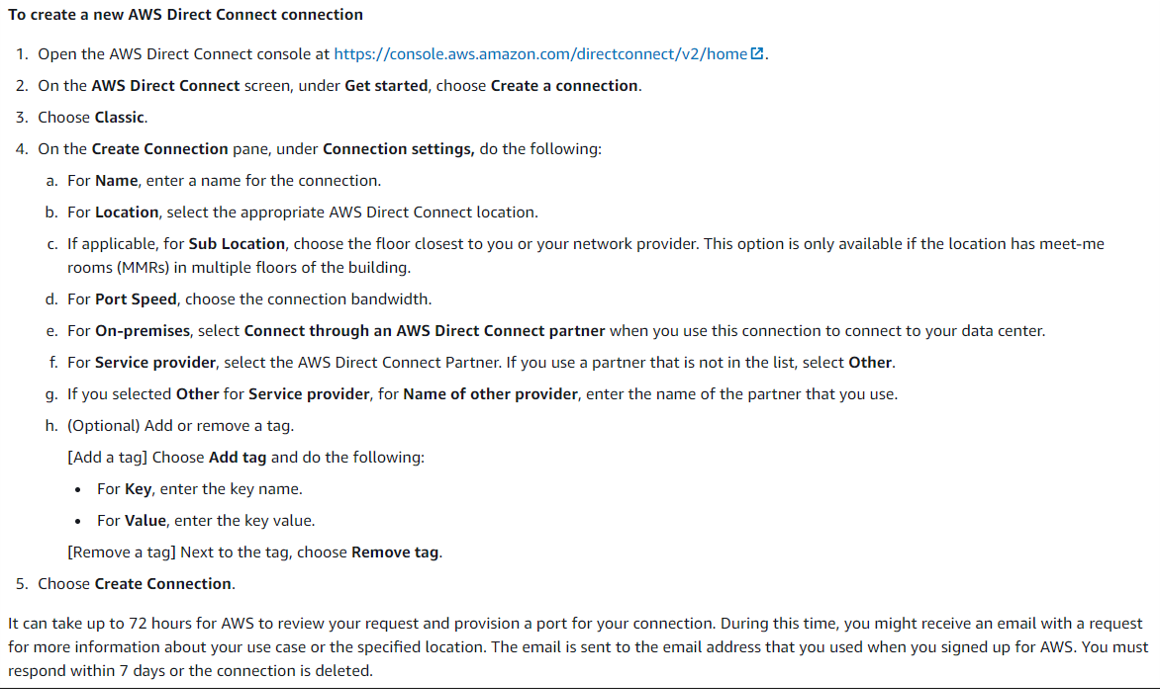 To create a new AWS Direct Connect connection
1. Open the AWS Direct Connect console at https://console.aws.amazon.com/directconnect/v2/home.
2. On the AWS Direct Connect screen, under Get started, choose Create a connection.
3. Choose Classic.
4. On the Create Connection pane, under Connection settings, do the following:
a. For Name, enter a name for the connection.
b. For Location, select the appropriate AWS Direct Connect location.
c. If applicable, for Sub Location, choose the floor closest to you or your network provider. This option is only available if the location has meet-me
rooms (MMRs) in multiple floors of the building.
d. For Port Speed, choose the connection bandwidth.
e. For On-premises, select Connect through an AWS Direct Connect partner when you use this connection to connect to your data center.
f. For Service provider, select the AWS Direct Connect Partner. If you use a partner that is not in the list, select Other.
g. If you selected Other for Service provider, for Name of other provider, enter the name of the partner that you use.
h. (Optional) Add or remove a tag.
[Add a tag] Choose Add tag and do the following:
• For Key, enter the key name.
• For Value, enter the key value.
[Remove a tag] Next to the tag, choose Remove tag.
5. Choose Create Connection.
It can take up to 72 hours for AWS to review your request and provision a port for your connection. During this time, you might receive an email with a request
for more information about your use case or the specified location. The email is sent to the email address that you used when you signed up for AWS. You must
respond within 7 days or the connection is deleted.